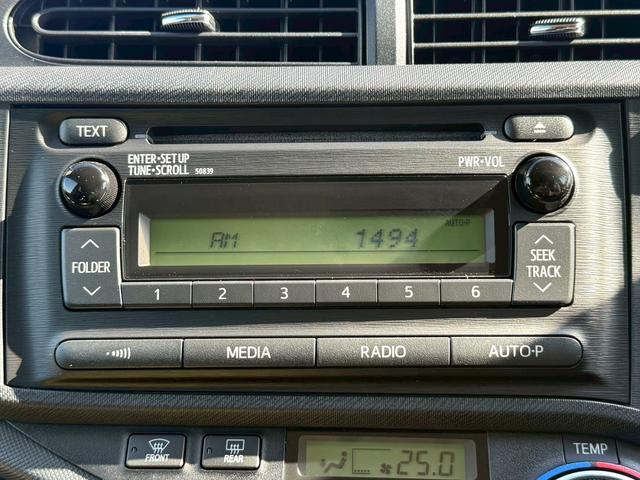 TEXT
ENTER•SETUP
TUNE•SCROLL 50839
PWR•VOL
AUTO-P
AM 1494
FOLDER
SEEK
TRACK
1 2 3 4 5 6
MEDIA RADIO AUTO•P
FRONT REAR
25.0
TEMP